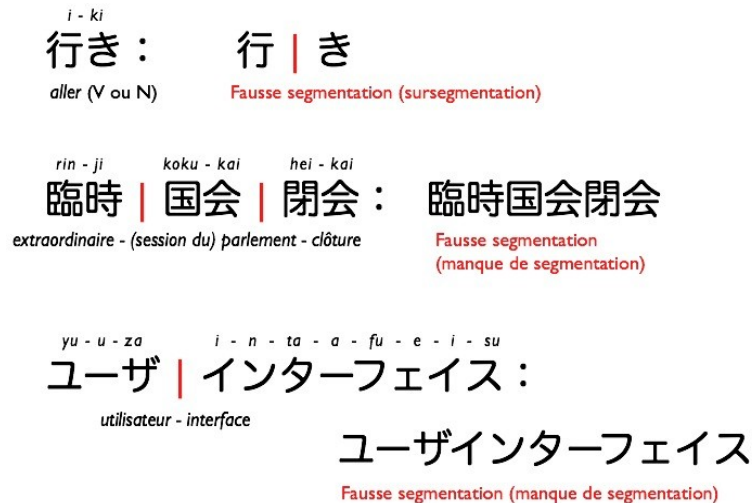 i - ki
行き： 行 | き
aller (V ou N) Fausse segmentation (sursegmentation)
rin - ji koku - kai hei - kai
臨時 | 国会 | 閉会： 臨時国会閉会
extraordinaire - (session du) parlement - clôture Fausse segmentation
(manque de segmentation)
yu - u - za i - n - ta - a - fu - e - i - su
ユーザ | インターフェイス：
utilisateur - interface
ユーザインターフェイス
Fausse segmentation (manque de segmentation)